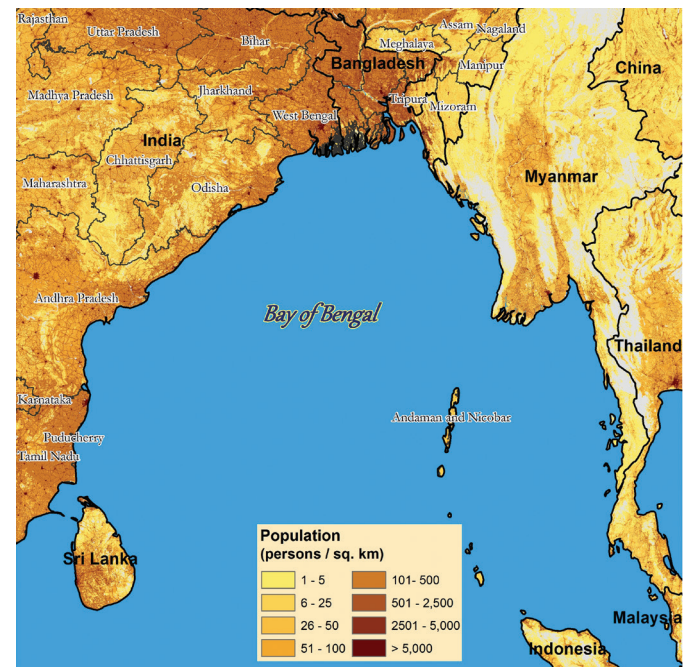 Rajasthan
Uttar Pradesh
Bihar
Assam
Nagaland
Meghalaya
Bangladesh
Manipur
China
Madhya Pradesh
Jharkhand
Tripura
Mizoram
West Bengal
India
Chhattisgarh
Maharashtra
Odisha
Myanmar
Andhra Pradesh
Bay of Bengal
Thailand
Karnataka
Andaman and Nicobar
Puducherry
Tamil Nadu
Sri Lanka
Population
(persons / sq. km)
1 - 5
6 - 25
26 - 50
51 - 100
101- 500
501 - 2,500
2501 - 5,000
> 5,000
Malaysia
Indonesia